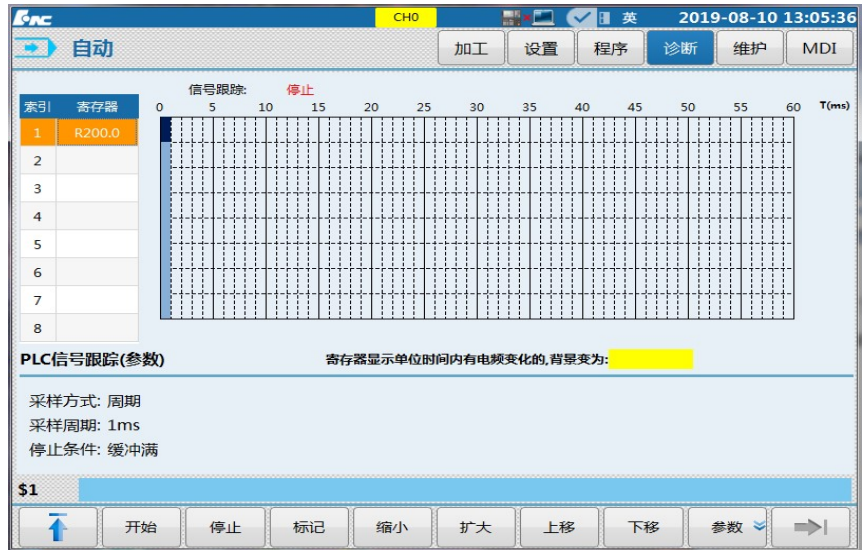 HNC CH0 英 2019-08-10 13:05:36
自动 加工 设置 程序 诊断 维护 MDI
信号跟踪: 停止
索引 寄存器 0 5 10 15 20 25 30 35 40 45 50 55 60 T(ms)
1 R200.0
2
3
4
5
6
7
8
PLC信号跟踪(参数) 寄存器显示单位时间内有电频变化的,背景变为:
采样方式: 周期
采样周期: 1ms
停止条件: 缓冲满
$1
开始 停止 标记 缩小 扩大 上移 下移 参数